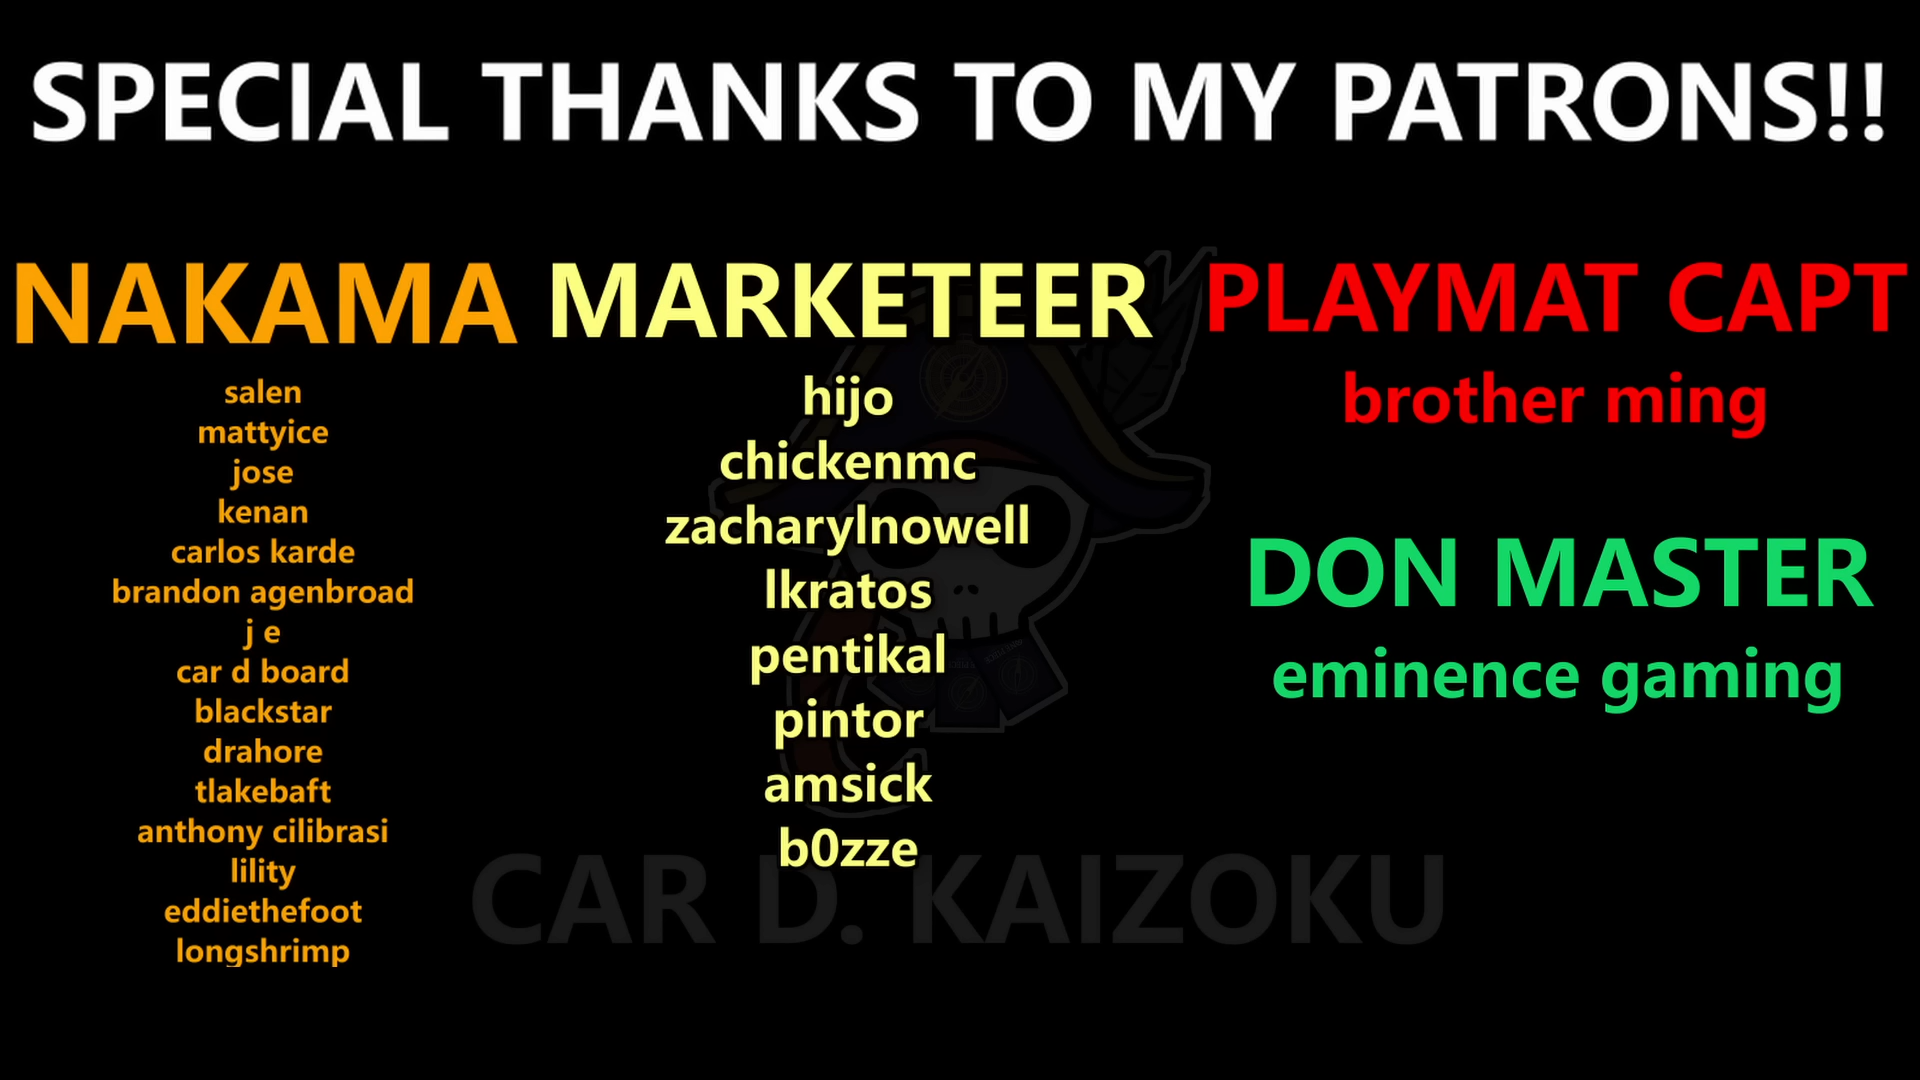 SPECIAL THANKS TO MY PATRONS!!
NAKAMA
salen
mattyice
jose
kenan
carlos karde
brandon agenbroad
j e
car d board
blackstar
drahore
tlakebaft
anthony cilibrasi
lility
eddiethefoot
longshrimp
MARKETEER
hijo
chickenmc
zacharylnowell
lkratos
pentikal
pintor
amsick
b0zze
PLAYMAT CAPT
brother ming
DON MASTER
eminence gaming
CAR D. KAIZOKU